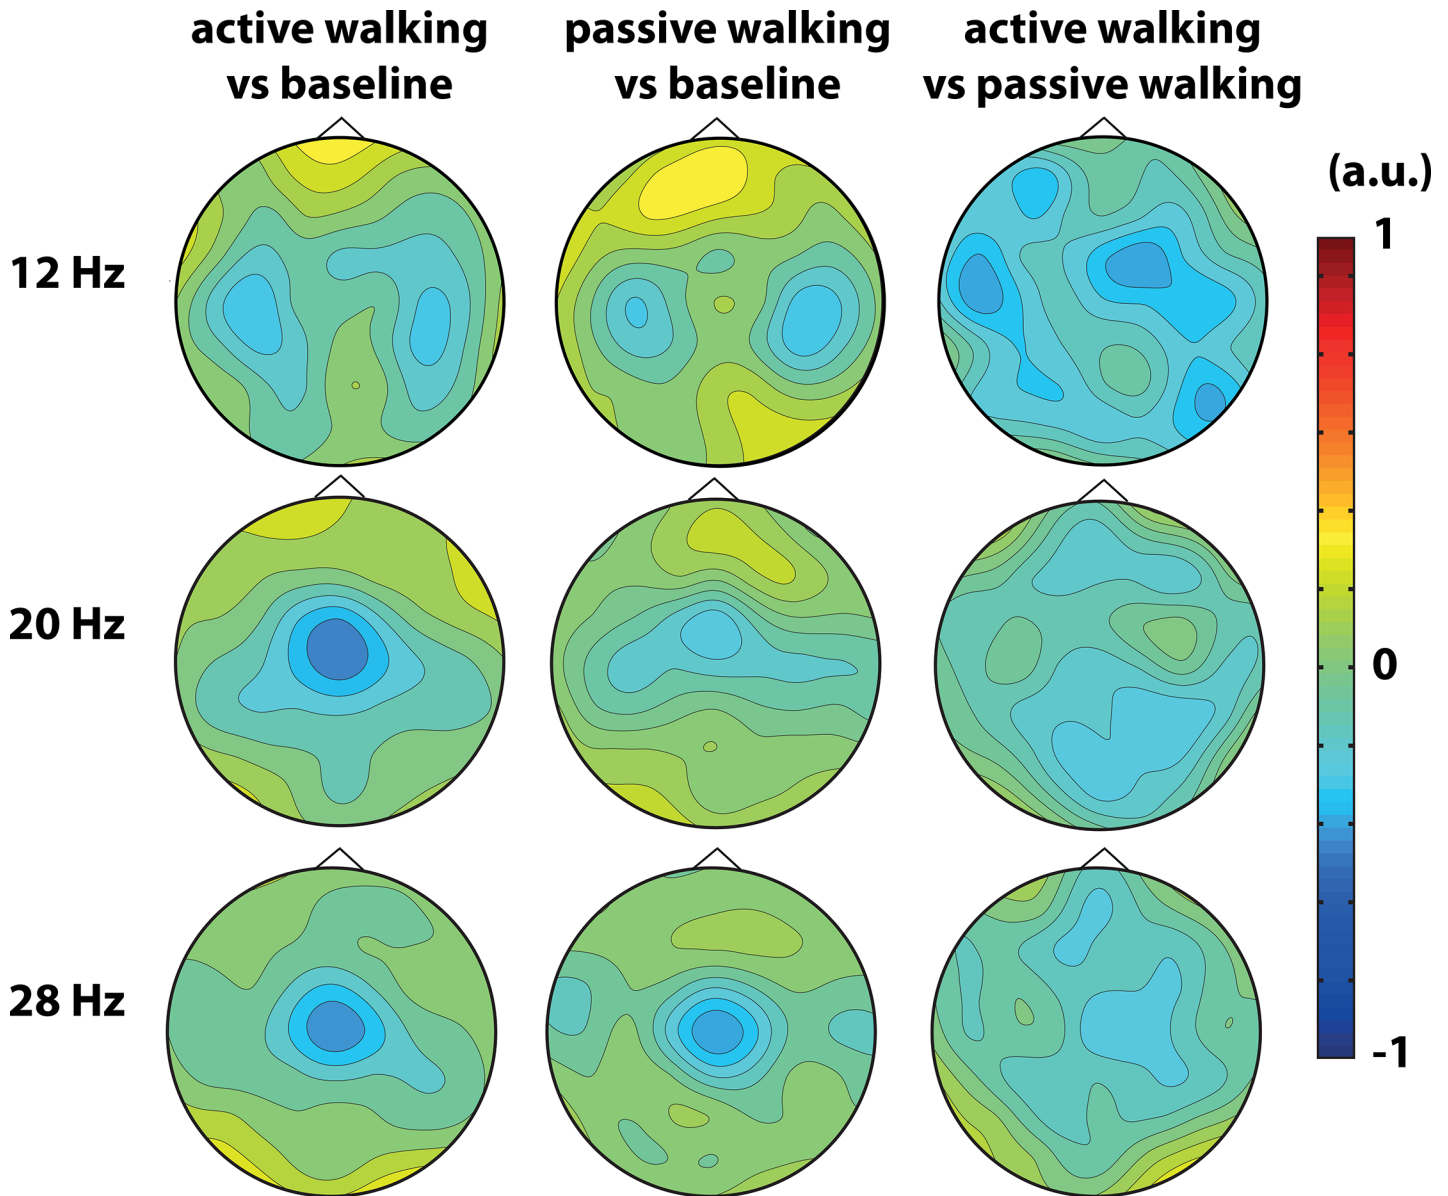 active walking
vs baseline
passive walking
vs baseline
active walking
vs passive walking
(a.u.)
1
12 Hz
20 Hz
0
28 Hz
-1